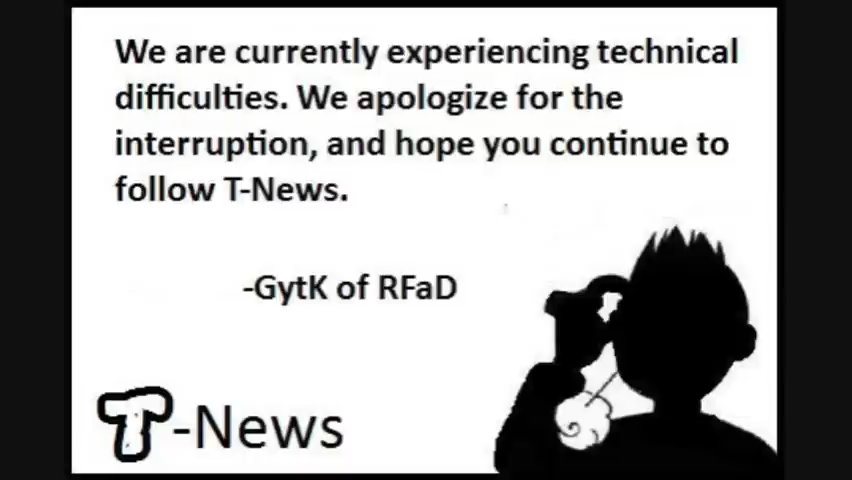 We are currently experiencing technical
difficulties. We apologize for the
interruption, and hope you continue to
follow T-News.
-GytK of RFaD
T-News